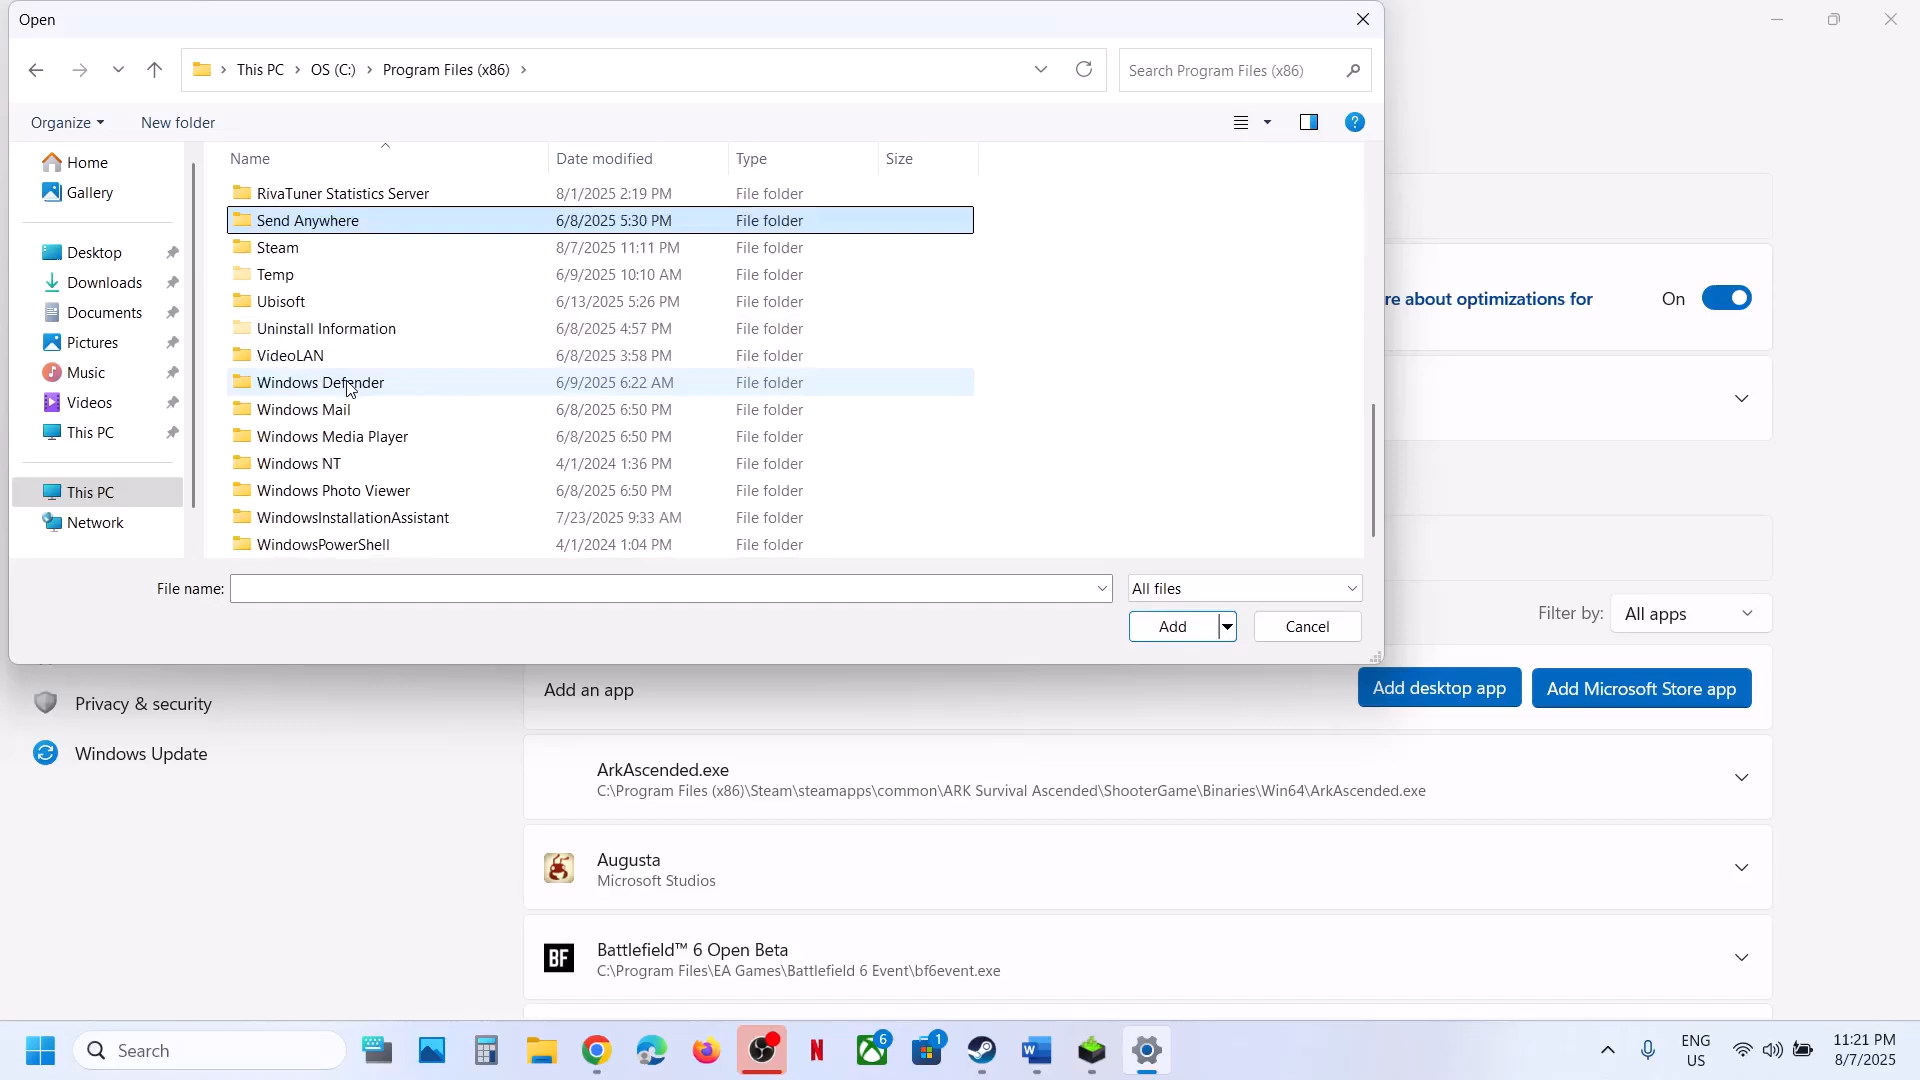 Open
This PC > OS (C:) > Program Files (x86) >
Search Program Files (x86)
Organize
New folder
Name
Date modified
Type
Size
Home
Gallery
Desktop
Downloads
Documents
Pictures
Music
Videos
This PC
This PC
Network
RivaTuner Statistics Server 8/1/2025 2:19 PM File folder
Send Anywhere 6/8/2025 5:30 PM File folder
Steam 8/7/2025 11:11 PM File folder
Temp 6/9/2025 10:10 AM File folder
Ubisoft 6/13/2025 5:26 PM File folder
Uninstall Information 6/8/2025 4:57 PM File folder
VideoLAN 6/8/2025 3:58 PM File folder
Windows Defender 6/9/2025 6:22 AM File folder
Windows Mail 6/8/2025 6:50 PM File folder
Windows Media Player 6/8/2025 6:50 PM File folder
Windows NT 4/1/2024 1:36 PM File folder
Windows Photo Viewer 6/8/2025 6:50 PM File folder
WindowsInstallationAssistant 7/23/2025 9:33 AM File folder
WindowsPowerShell 4/1/2024 1:04 PM File folder
File name:
All files
Add
Cancel
re about optimizations for
On
Filter by:
All apps
Privacy & security
Windows Update
Add an app
Add desktop app
Add Microsoft Store app
ArkAscended.exe
C:\Program Files (x86)\Steam\steamapps\common\ARK Survival Ascended\ShooterGame\Binaries\Win64\ArkAscended.exe
Augusta
Microsoft Studios
BF
Battlefield™ 6 Open Beta
C:\Program Files\EA Games\Battlefield 6 Event\bf6event.exe
Search
N
6
1
ENG
US
11:21 PM
8/7/2025